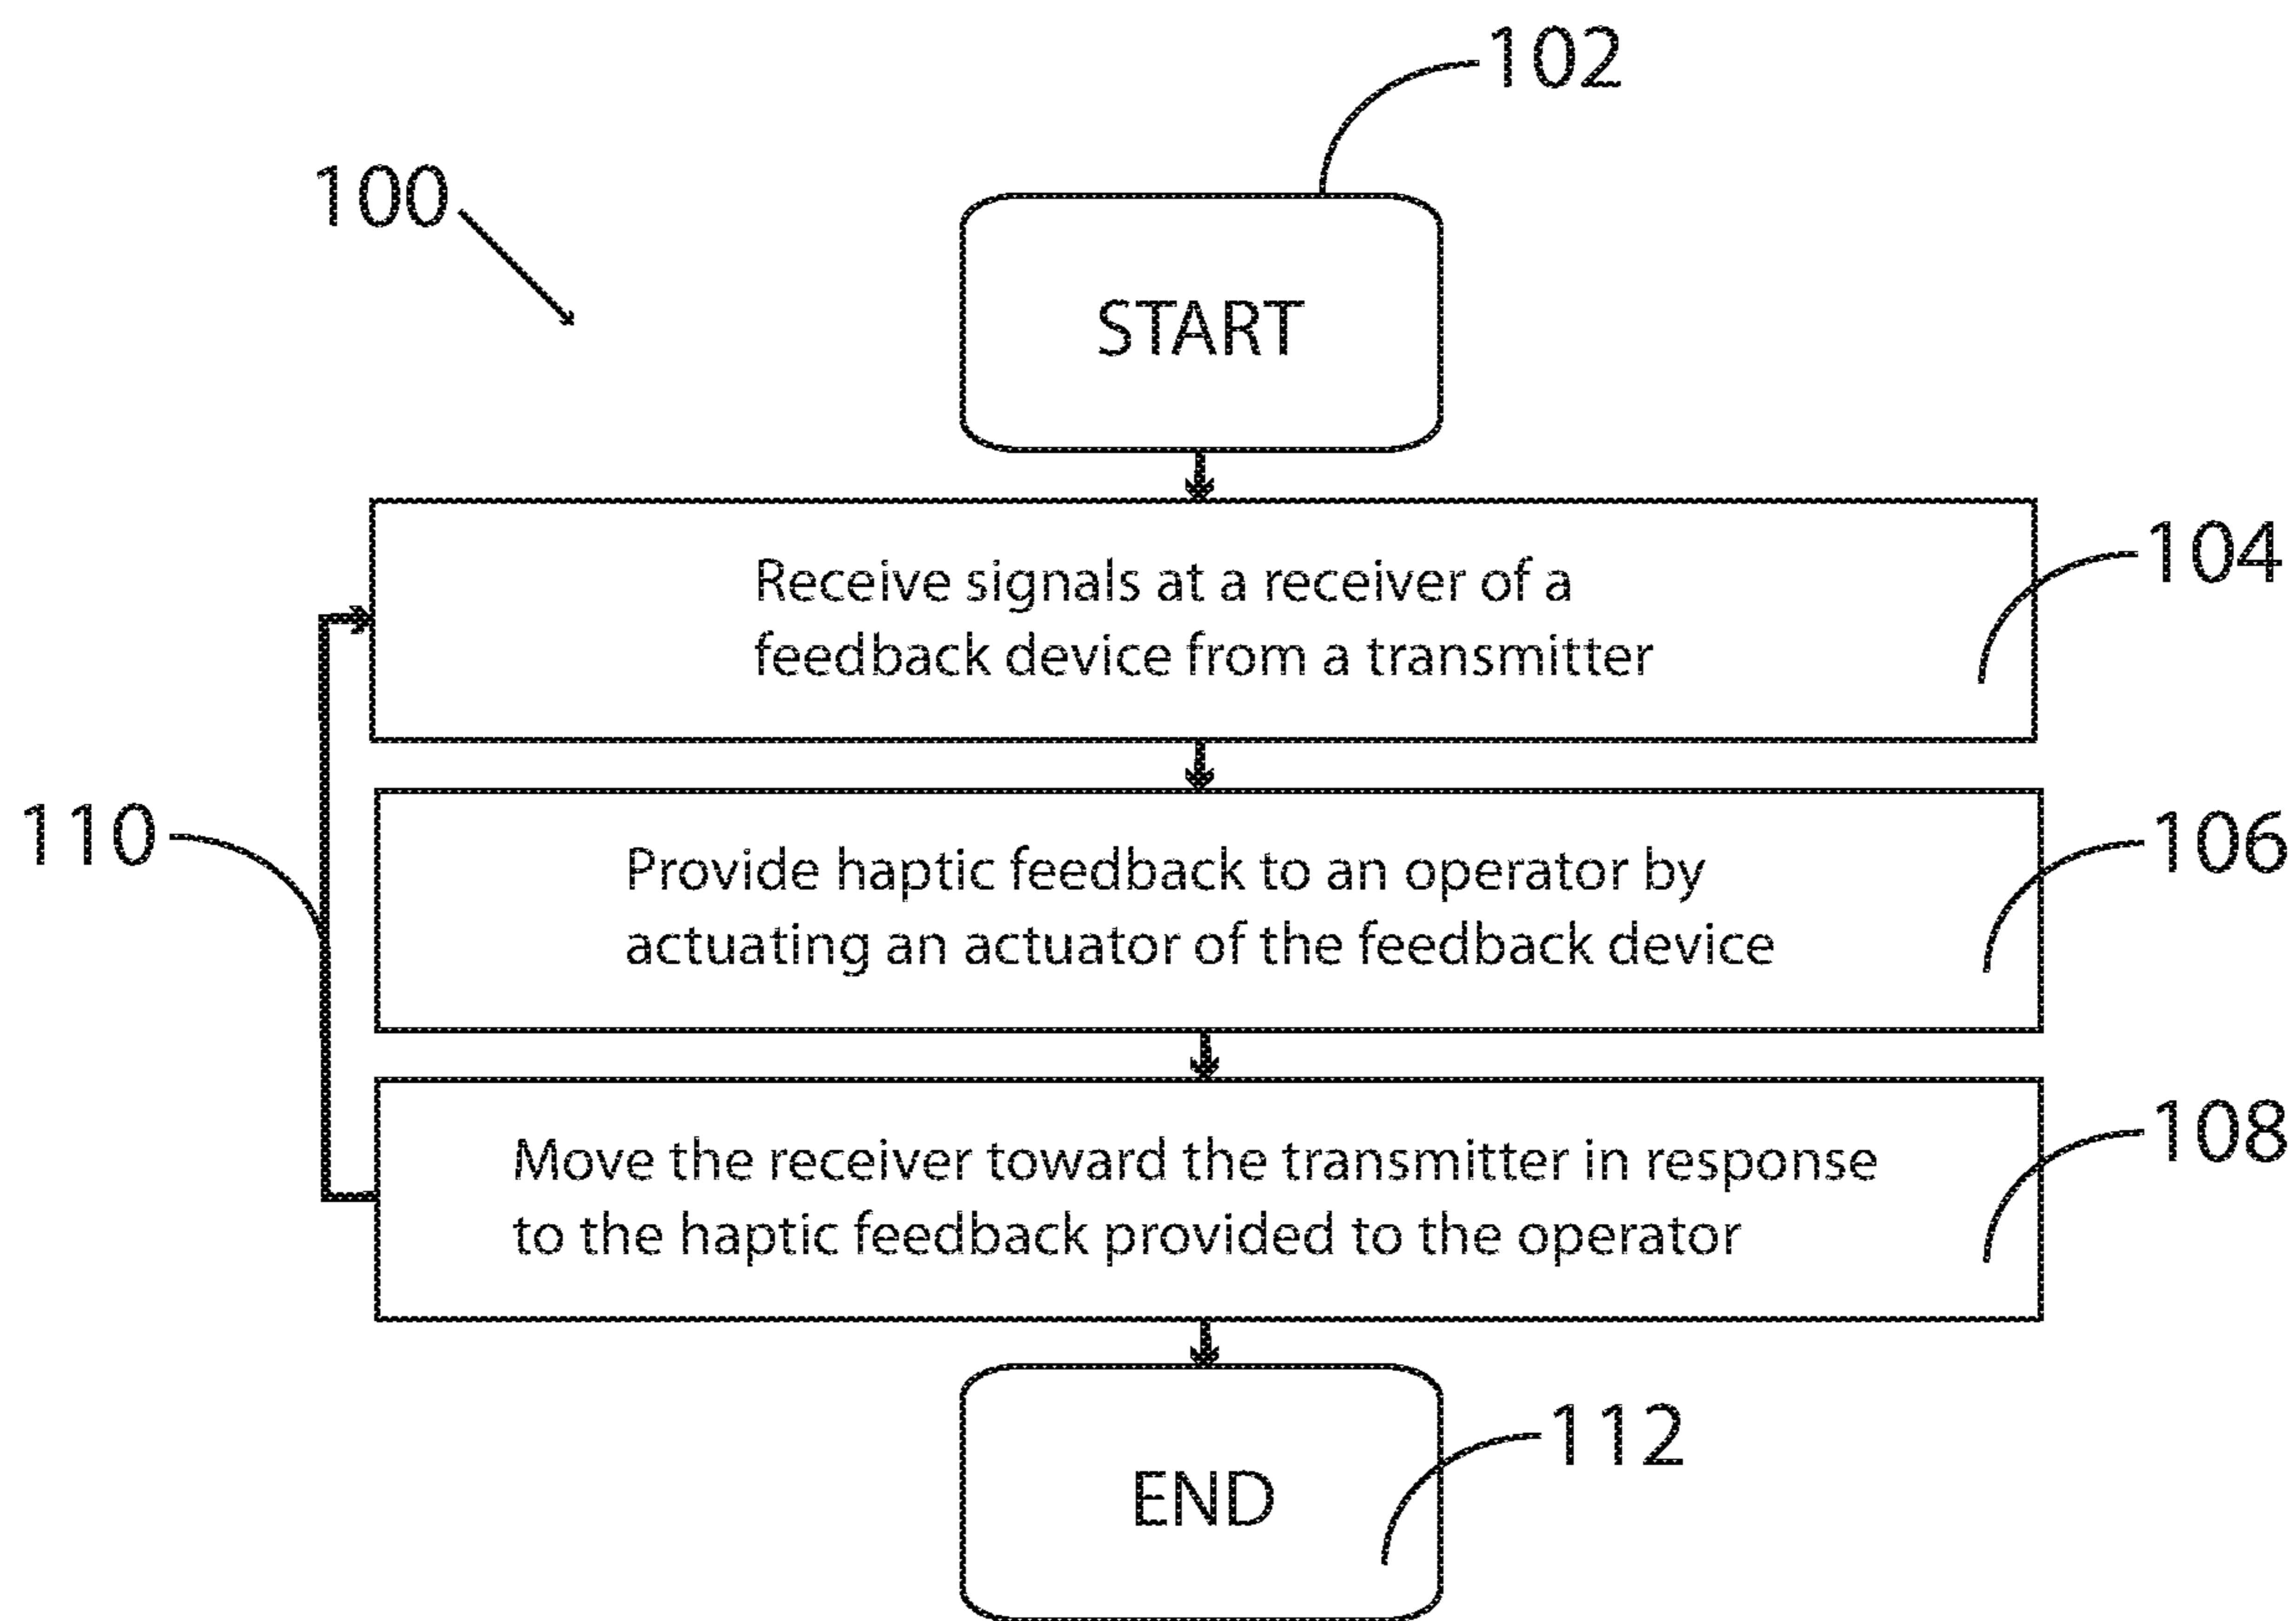 102
100
START
Receive signals at a receiver of a
feedback device from a transmitter
104
110
Provide haptic feedback to an operator by
actuating an actuator of the feedback device
106
Move the receiver toward the transmitter in response
to the haptic feedback provided to the operator
108
END
112